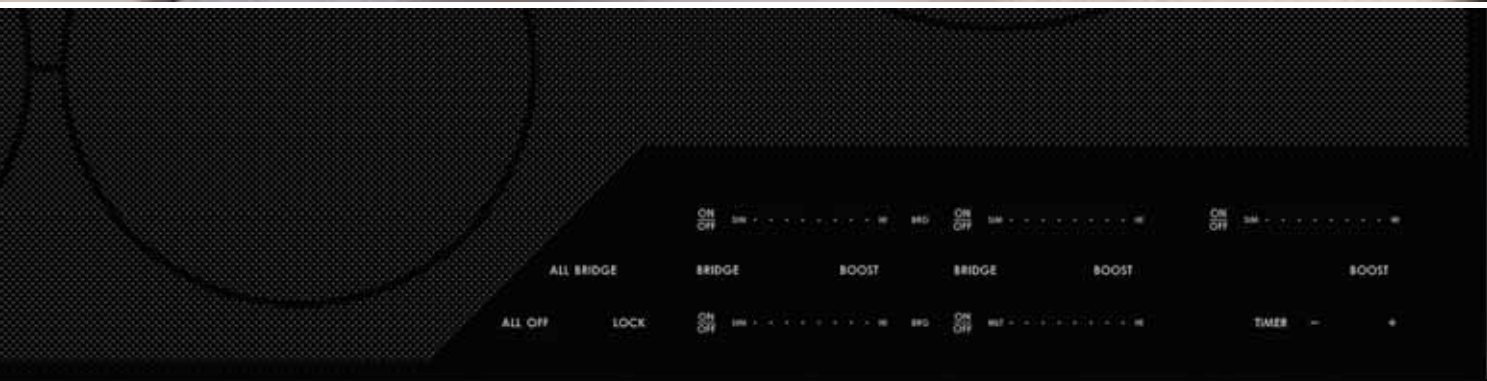 ON OFF SIM HI BRG ON OFF SIM HI ON OFF SIM HI
ALL BRIDGE BRIDGE BOOST BRIDGE BOOST BOOST
ALL OFF LOCK ON OFF SIM HI BRG ON OFF MLT HI TIMER - +